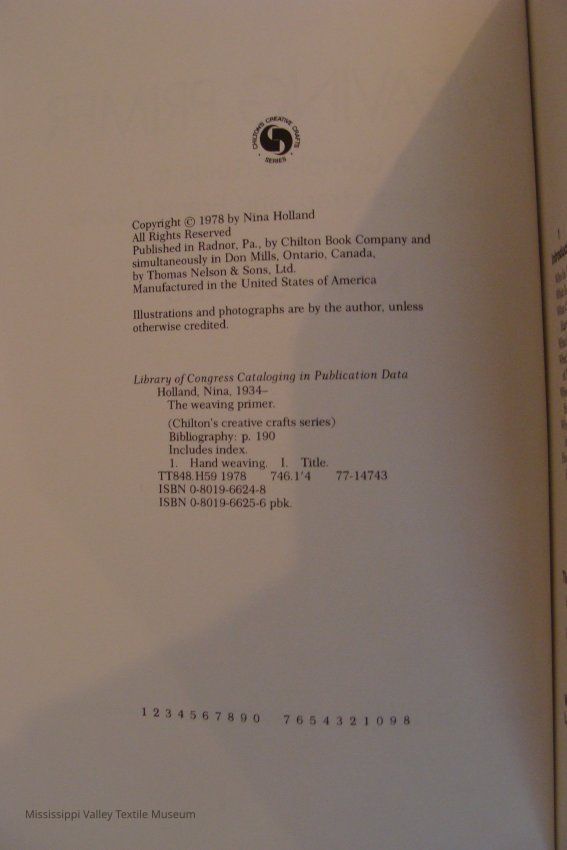 CHILTON'S CREATIVE CRAFTS
• SERIES •
Copyright © 1978 by Nina Holland
All Rights Reserved
Published in Radnor, Pa., by Chilton Book Company and
simultaneously in Don Mills, Ontario, Canada,
by Thomas Nelson & Sons, Ltd.
Manufactured in the United States of America
Illustrations and photographs are by the author, unless
otherwise credited.
Library of Congress Cataloging in Publication Data
Holland, Nina, 1934–
The weaving primer.
(Chilton's creative crafts series)
Bibliography: p. 190
Includes index.
1. Hand weaving. I. Title.
TT848.H59 1978 746.1'4 77-14743
ISBN 0-8019-6624-8
ISBN 0-8019-6625-6 pbk.
1 2 3 4 5 6 7 8 9 0 7 6 5 4 3 2 1 0 9 8
Mississippi Valley Textile Museum